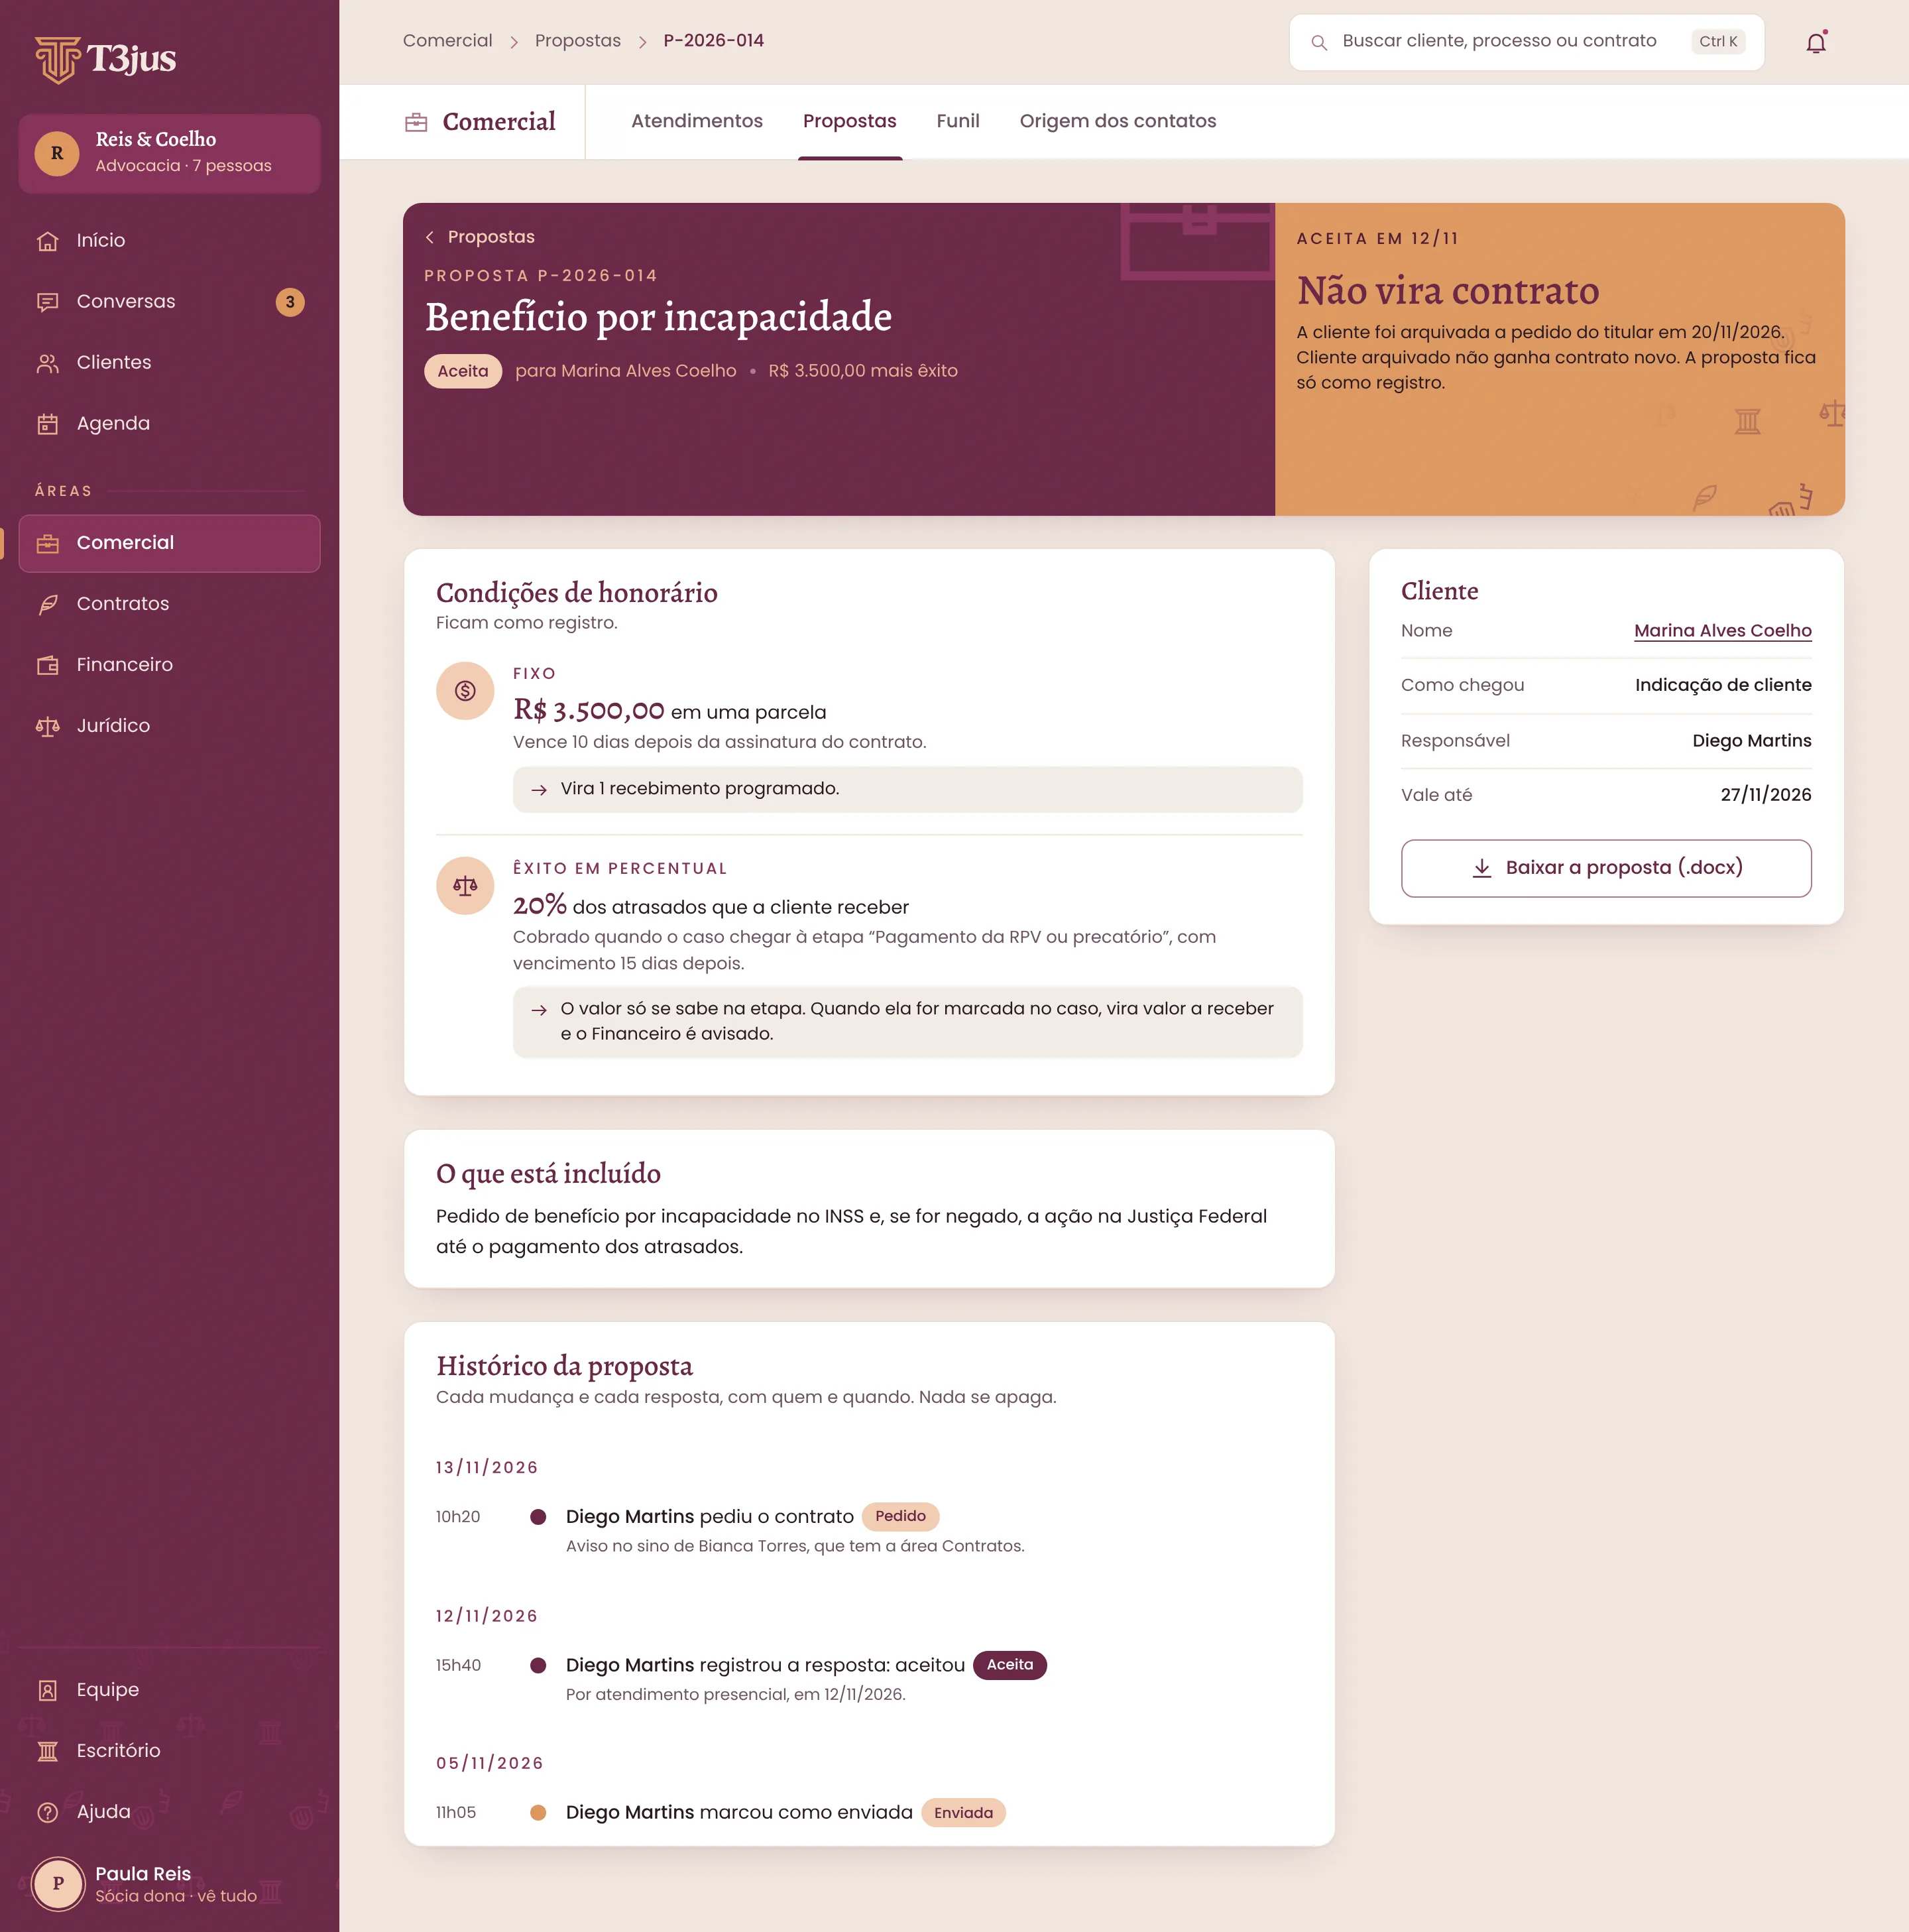 T3jus
R
Reis & Coelho
Advocacia · 7 pessoas
Início
Conversas
3
Clientes
Agenda
ÁREAS
Comercial
Contratos
Financeiro
Jurídico
Equipe
Escritório
Ajuda
P
Paula Reis
Sócia dona · vê tudo
Comercial > Propostas > P-2026-014
Buscar cliente, processo ou contrato
Ctrl K
Comercial
Atendimentos
Propostas
Funil
Origem dos contatos
Propostas
PROPOSTA P-2026-014
Benefício por incapacidade
Aceita para Marina Alves Coelho • R$ 3.500,00 mais êxito
ACEITA EM 12/11
Não vira contrato
A cliente foi arquivada a pedido do titular em 20/11/2026.
Cliente arquivado não ganha contrato novo. A proposta fica
só como registro.
Condições de honorário
Ficam como registro.
FIXO
R$ 3.500,00 em uma parcela
Vence 10 dias depois da assinatura do contrato.
→ Vira 1 recebimento programado.
ÊXITO EM PERCENTUAL
20% dos atrasados que a cliente receber
Cobrado quando o caso chegar à etapa “Pagamento da RPV ou precatório”, com
vencimento 15 dias depois.
→ O valor só se sabe na etapa. Quando ela for marcada no caso, vira valor a receber
e o Financeiro é avisado.
Cliente
Nome Marina Alves Coelho
Como chegou Indicação de cliente
Responsável Diego Martins
Vale até 27/11/2026
Baixar a proposta (.docx)
O que está incluído
Pedido de benefício por incapacidade no INSS e, se for negado, a ação na Justiça Federal
até o pagamento dos atrasados.
Histórico da proposta
Cada mudança e cada resposta, com quem e quando. Nada se apaga.
13/11/2026
10h20 Diego Martins pediu o contrato Pedido
Aviso no sino de Bianca Torres, que tem a área Contratos.
12/11/2026
15h40 Diego Martins registrou a resposta: aceitou Aceita
Por atendimento presencial, em 12/11/2026.
05/11/2026
11h05 Diego Martins marcou como enviada Enviada